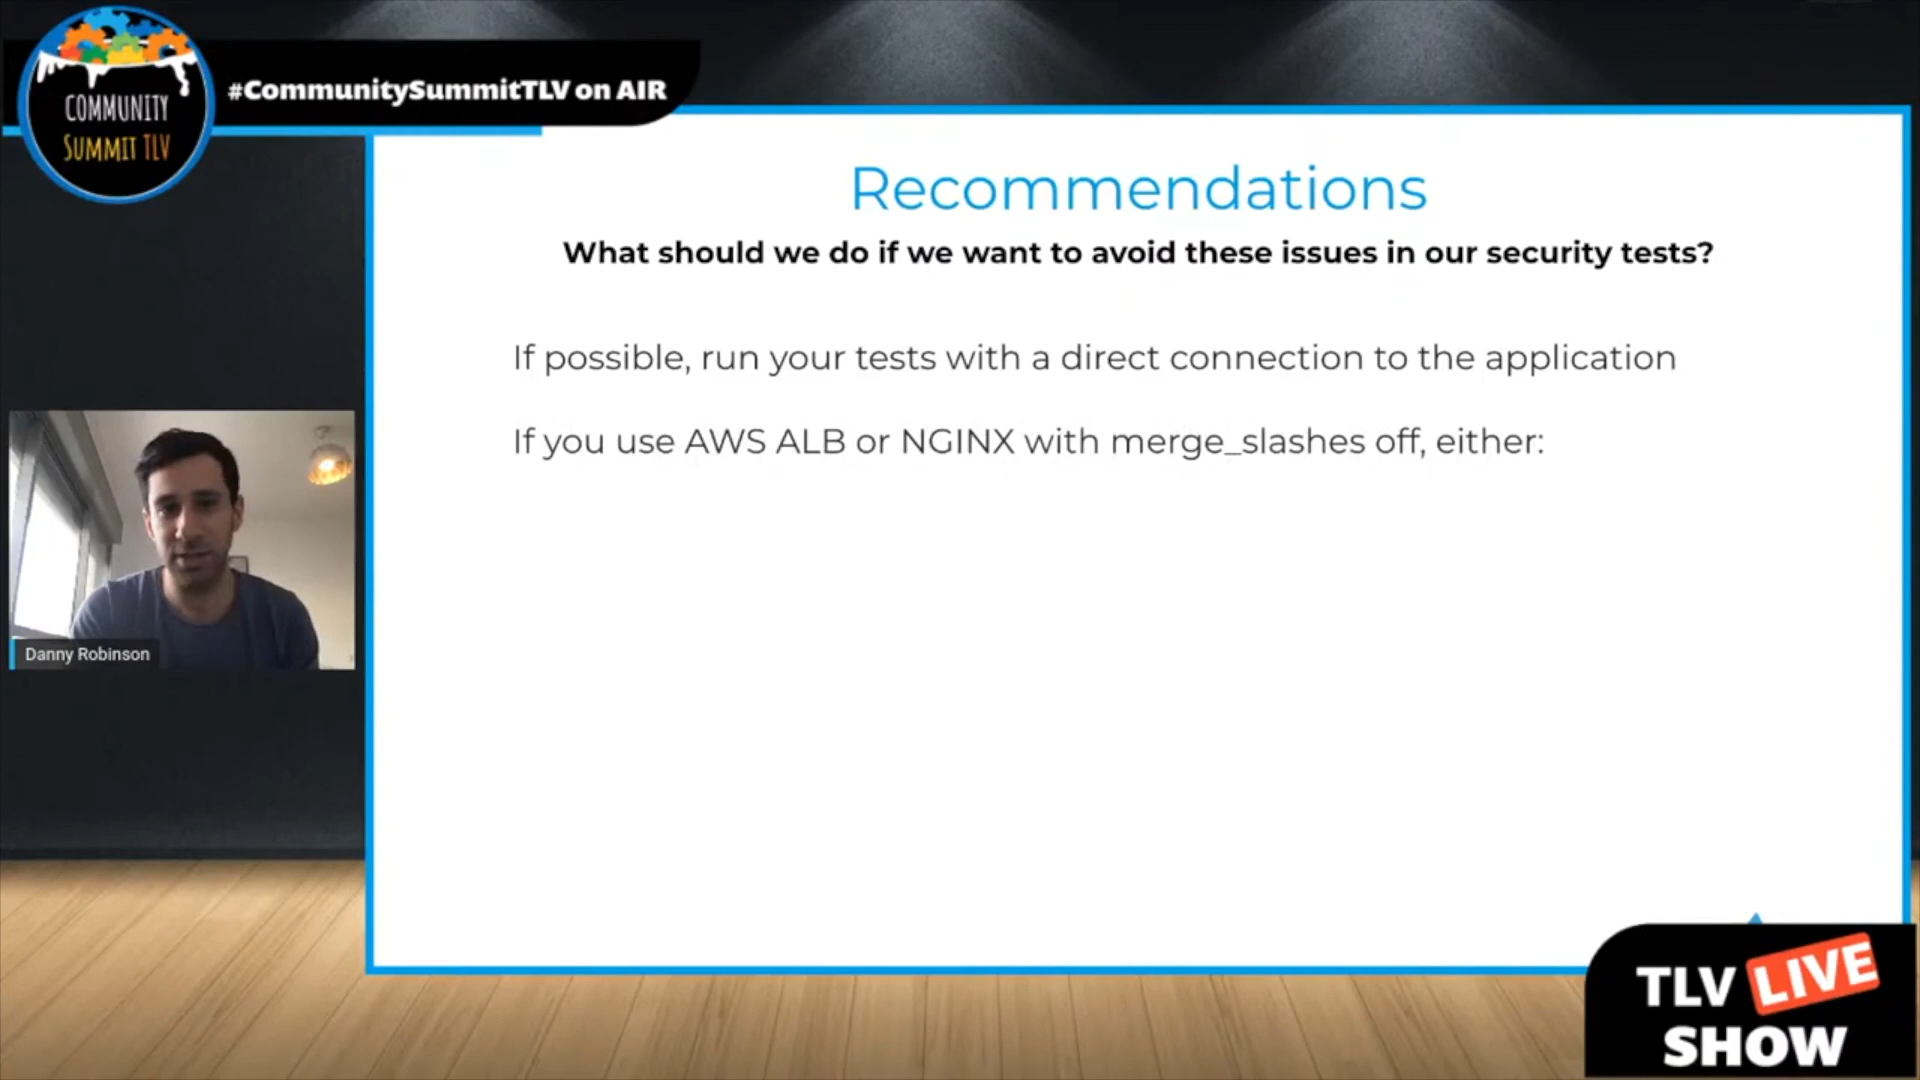 COMMUNITY
SUMMIT TLV
#CommunitySummitTLV on AIR
Recommendations
What should we do if we want to avoid these issues in our security tests?
If possible, run your tests with a direct connection to the application
If you use AWS ALB or NGINX with merge_slashes off, either:
Danny Robinson
TLV LIVE
SHOW